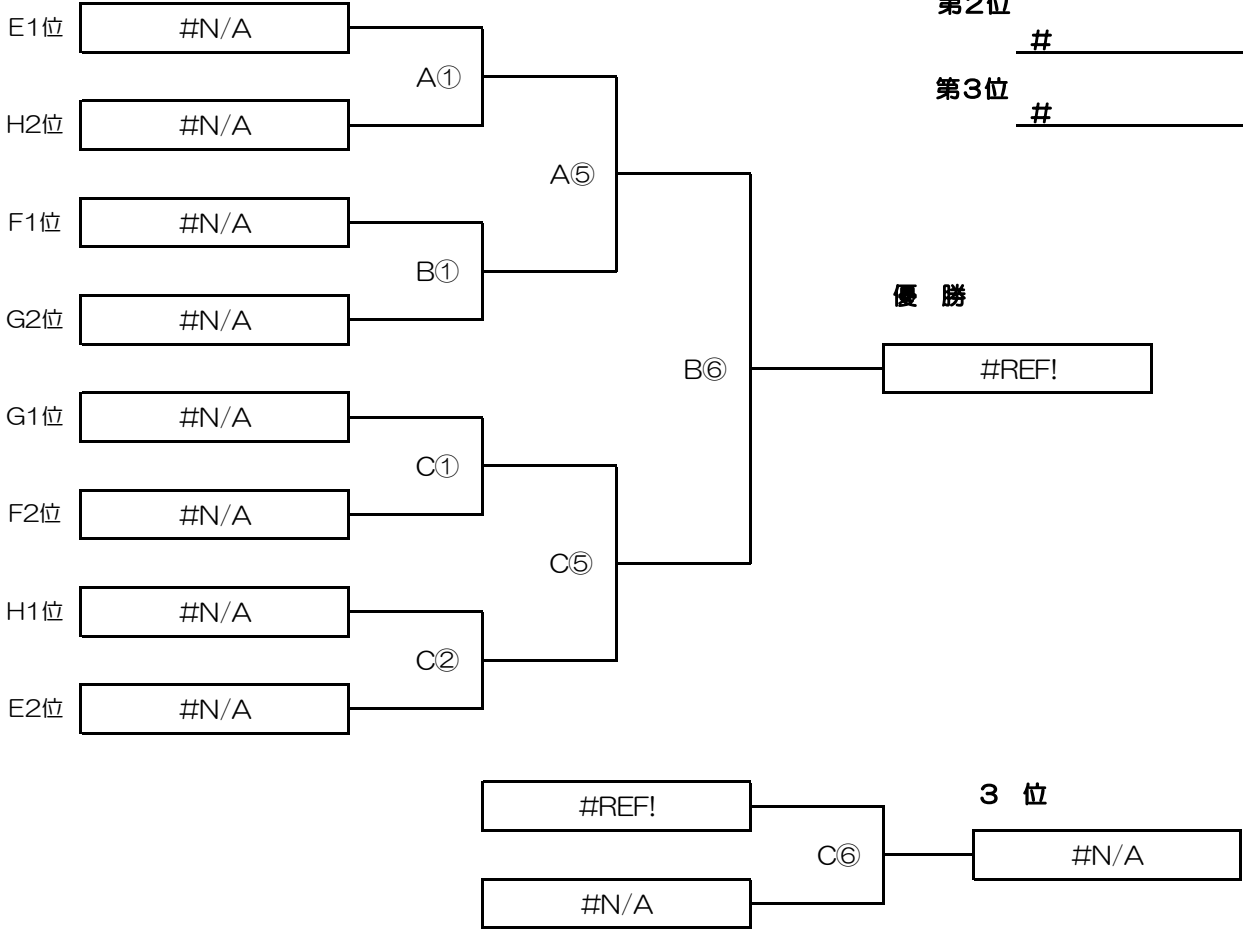 第2位
E1位 #N/A
#
A①
第3位
#
H2位 #N/A
A⑤
F1位 #N/A
B①
優 勝
G2位 #N/A
B⑥
#REF!
G1位 #N/A
C①
F2位 #N/A
C⑤
H1位 #N/A
C②
E2位 #N/A
3 位
#REF!
C⑥
#N/A
#N/A